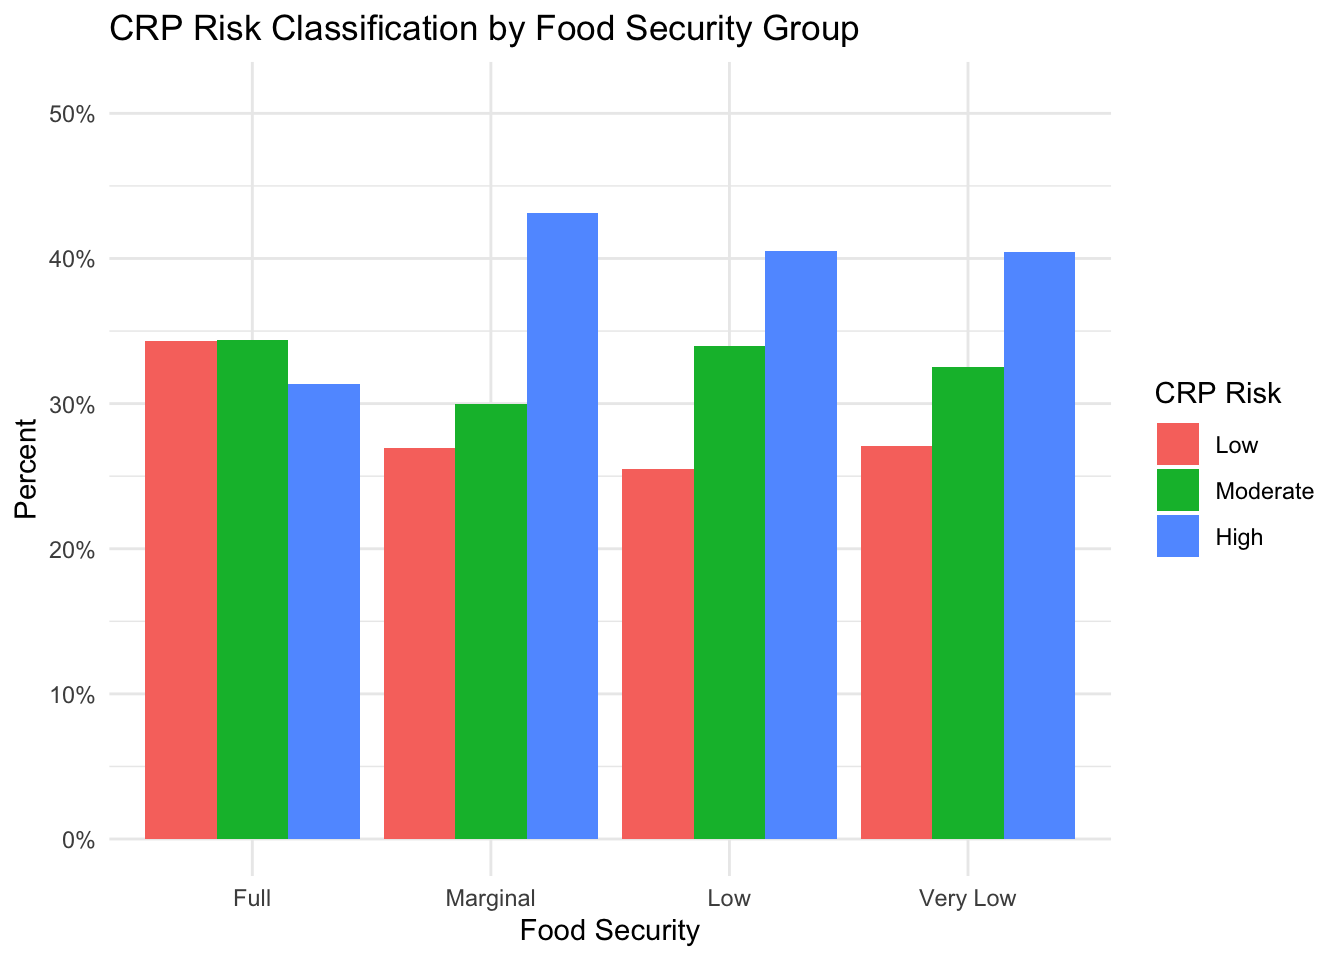 CRP Risk Classification by Food Security Group
50%
40%
30%
20%
10%
0%
Percent
Full Marginal Low Very Low
Food Security
CRP Risk
Low
Moderate
High